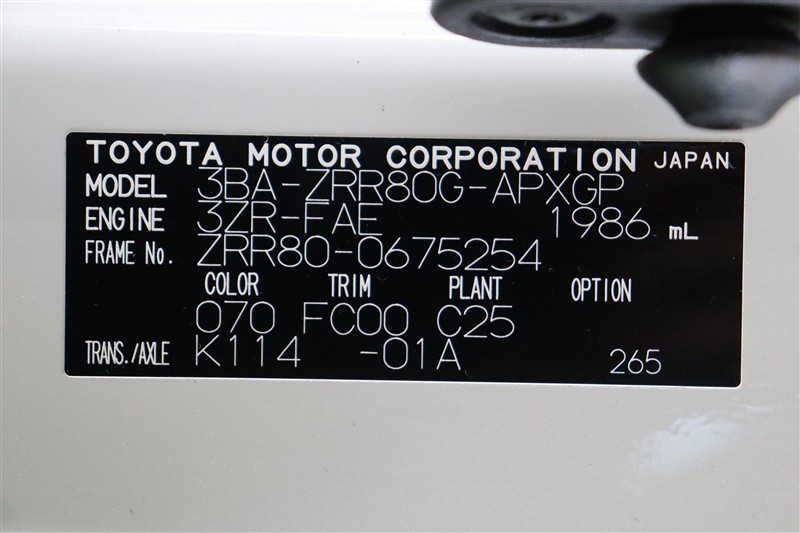 TOYOTA MOTOR CORPORATION JAPAN
MODEL 3BA-ZRR80G-APXGP
ENGINE 3ZR-FAE 1986 mL
FRAME No. ZRR80-0675254
COLOR TRIM PLANT OPTION
070 FC00 C25
TRANS./AXLE K114 -01A 265